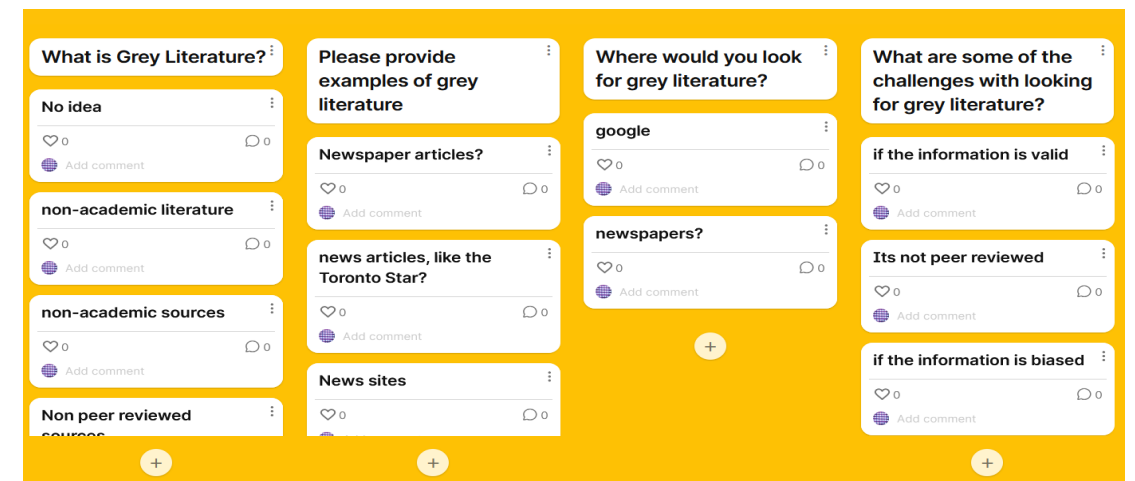 What is Grey Literature?
No idea
0
0
Add comment
non-academic literature
0
0
Add comment
non-academic sources
0
0
Add comment
Non peer reviewed
sources
Please provide
examples of grey
literature
Newspaper articles?
0
0
Add comment
news articles, like the
Toronto Star?
0
0
Add comment
News sites
0
0
Where would you look
for grey literature?
google
0
0
Add comment
newspapers?
0
0
Add comment
+
What are some of the
challenges with looking
for grey literature?
if the information is valid
0
0
Add comment
Its not peer reviewed
0
0
Add comment
if the information is biased
0
0
Add comment
+
+
+